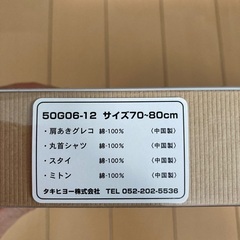 50G06-12 サイズ70~80cm
・肩あきグレコ 綿・100% (中国製)
・丸首シャツ 綿・100% (中国製)
・スタイ 綿・100% (中国製)
・ミトン 綿・100% (中国製)
タキヒヨー株式会社 TEL 052-202-5536